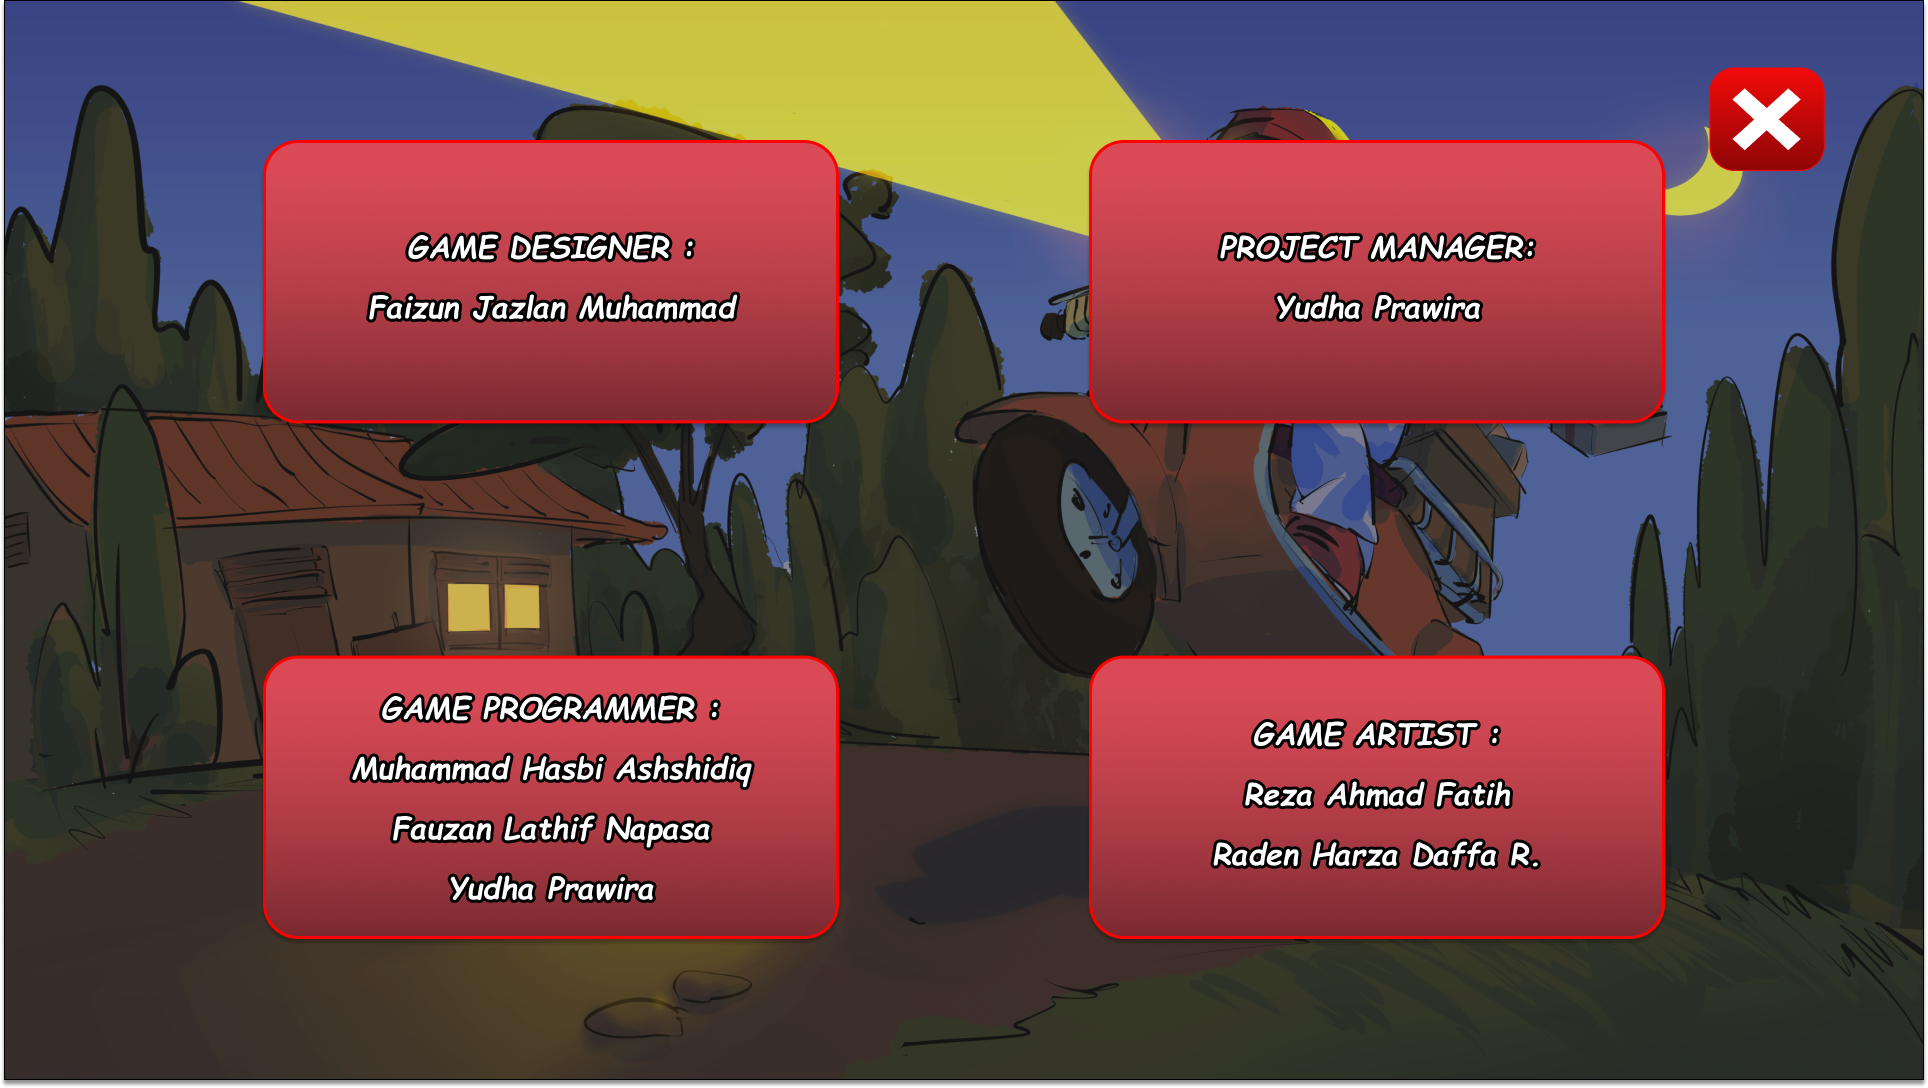 GAME DESIGNER :
Faizun Jazlan Muhammad
PROJECT MANAGER:
Yudha Prawira
GAME PROGRAMMER :
Muhammad Hasbi Ashshidiq
Fauzan Lathif Napasa
Yudha Prawira
GAME ARTIST :
Reza Ahmad Fatih
Raden Harza Daffa R.